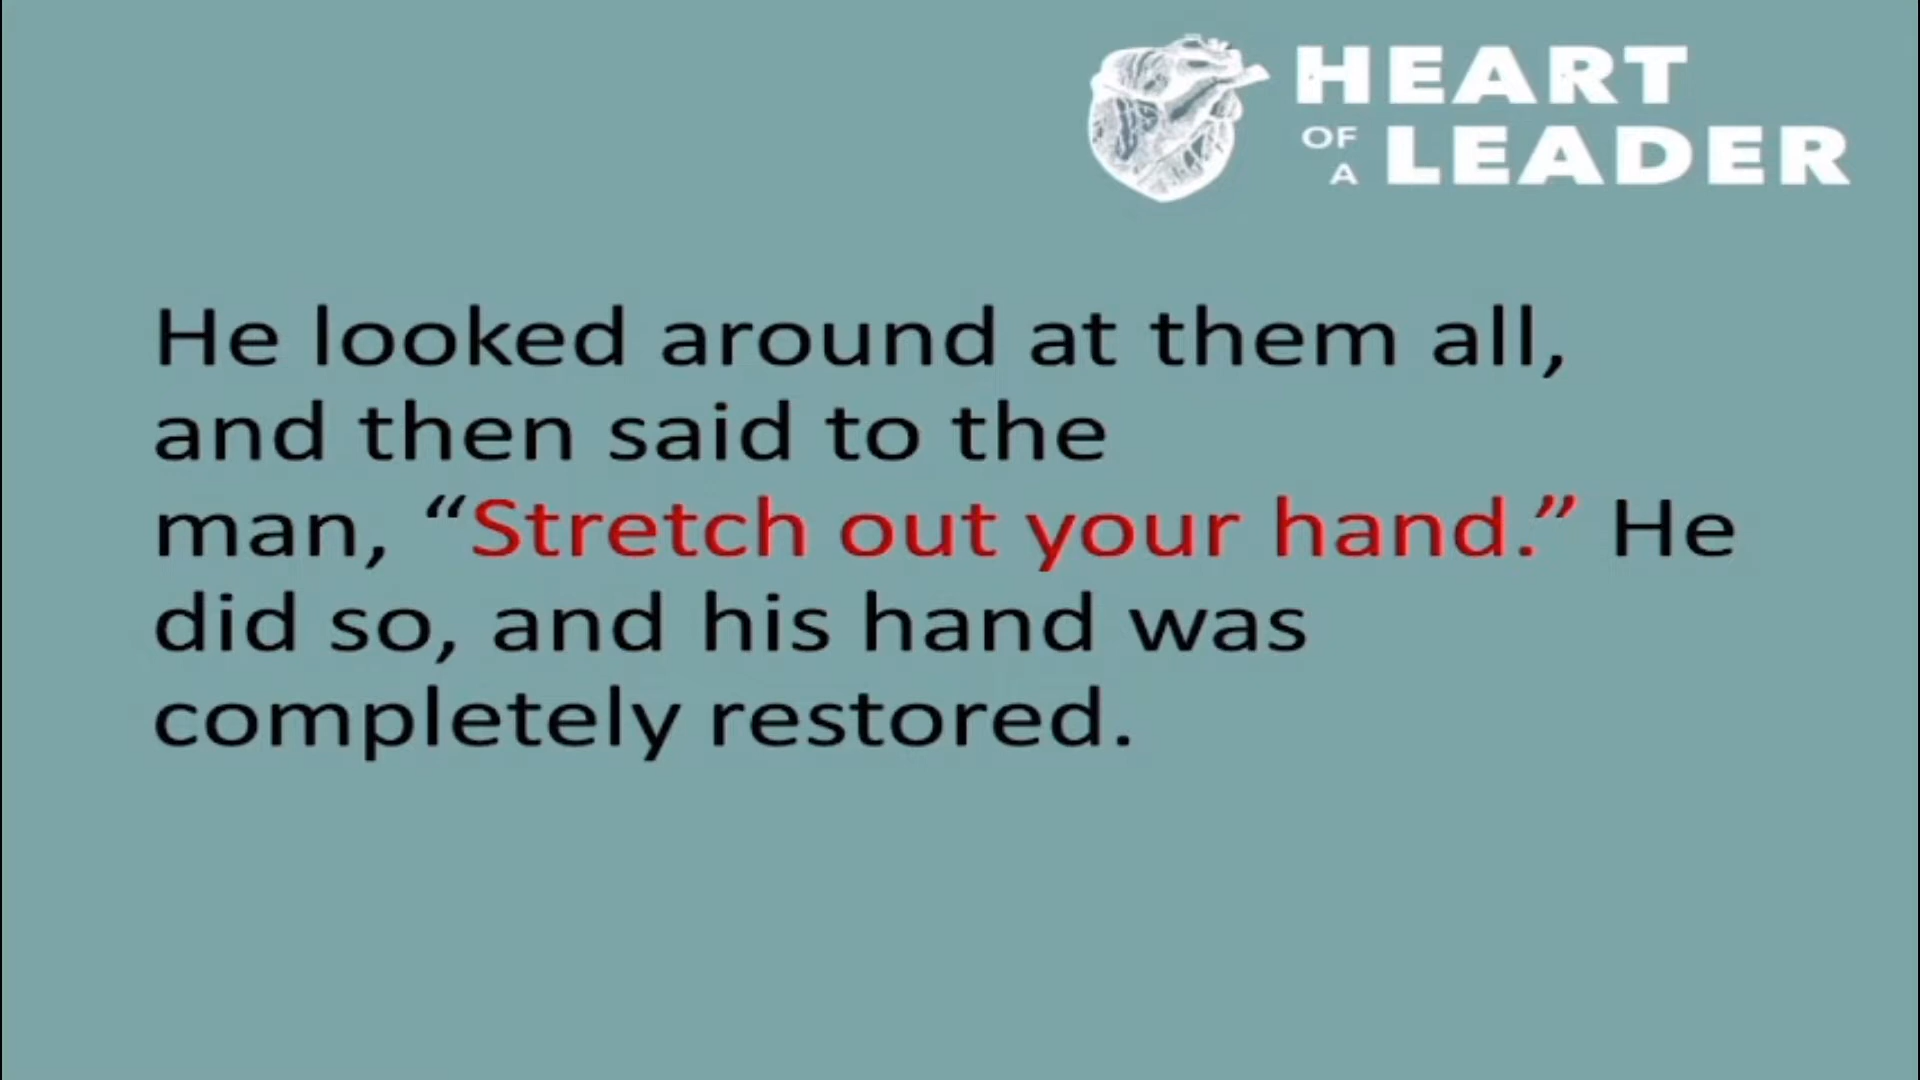 HEART
OF A LEADER
He looked around at them all,
and then said to the
man, “Stretch out your hand.” He
did so, and his hand was
completely restored.